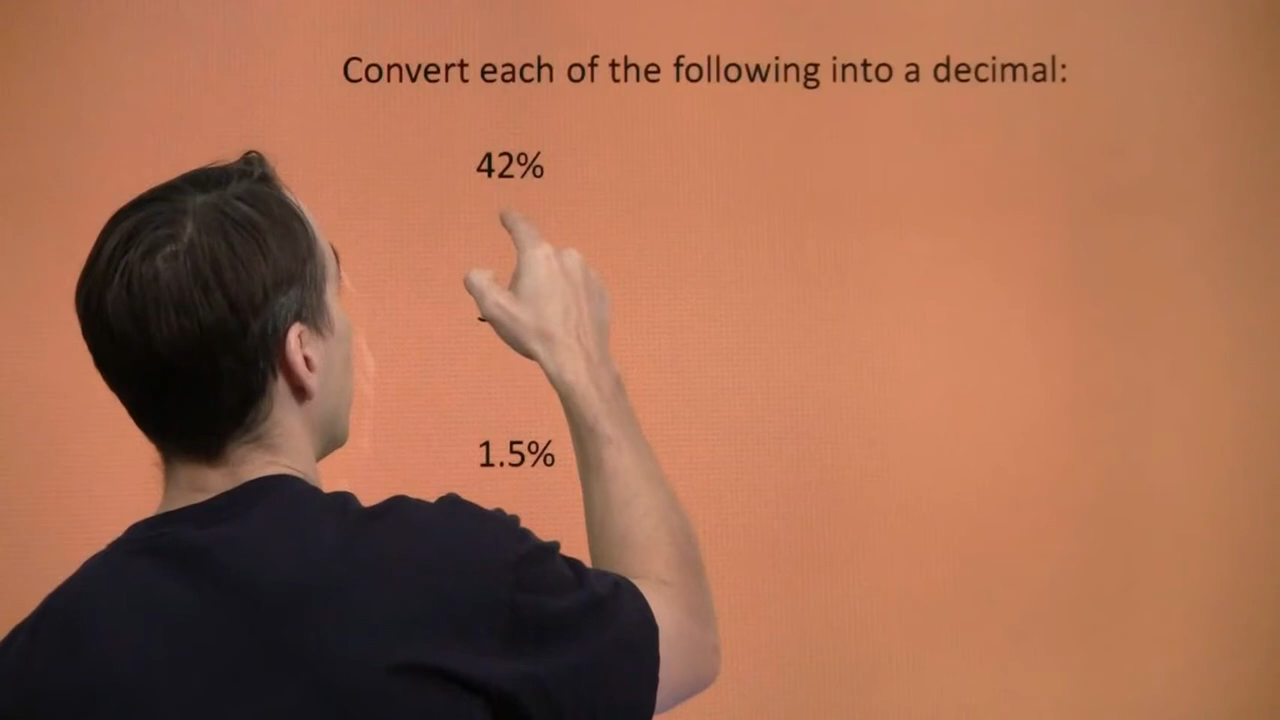 Convert each of the following into a decimal:
42%
1.5%